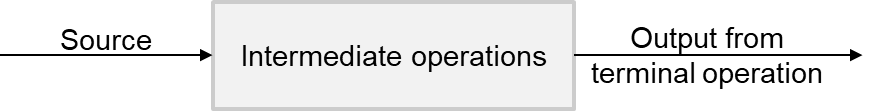 Source
Intermediate operations
Output from
terminal operation